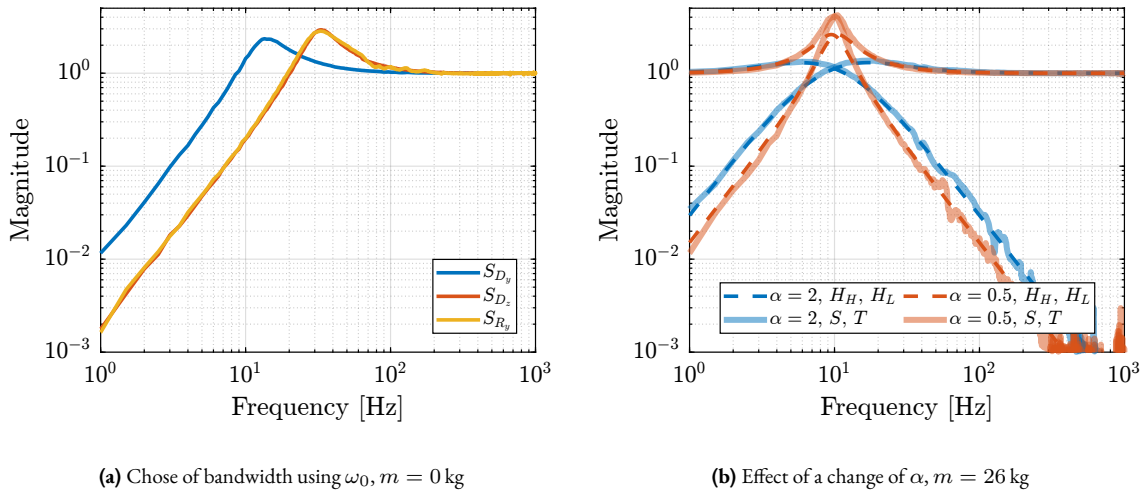 Magnitude
10^0
10^{-1}
10^{-2}
10^{-3}
10^0 10^1 10^2 10^3
Frequency [Hz]
S_{D_y}
S_{D_z}
S_{R_y}
(a) Chose of bandwidth using ω_0, m = 0 kg
Magnitude
10^0
10^{-1}
10^{-2}
10^{-3}
10^0 10^1 10^2 10^3
Frequency [Hz]
α = 2, H_H, H_L
α = 2, S, T
α = 0.5, H_H, H_L
α = 0.5, S, T
(b) Effect of a change of α, m = 26 kg